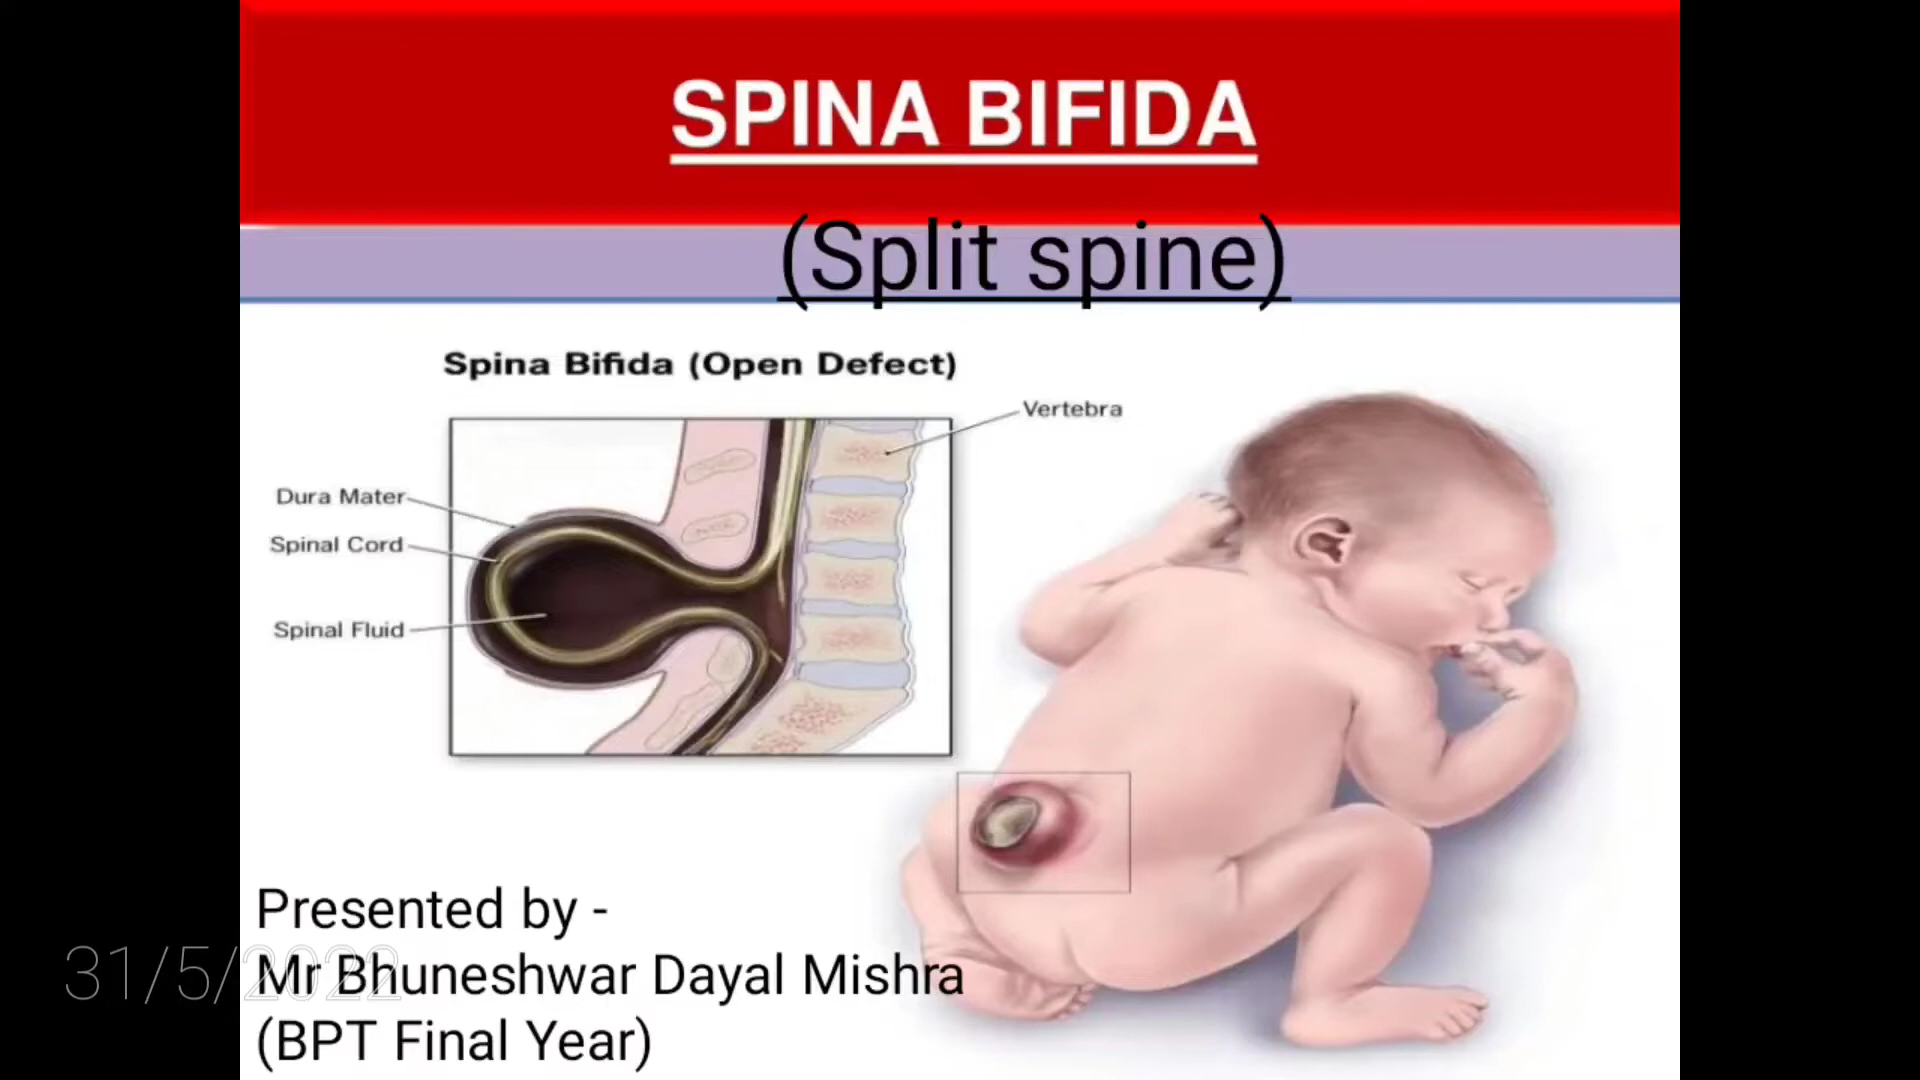 SPINA BIFIDA
(Split spine)
Spina Bifida (Open Defect)
Vertebra
Dura Mater
Spinal Cord
Spinal Fluid
Presented by -
Mr Bhuneshwar Dayal Mishra
(BPT Final Year)
31/5/2022